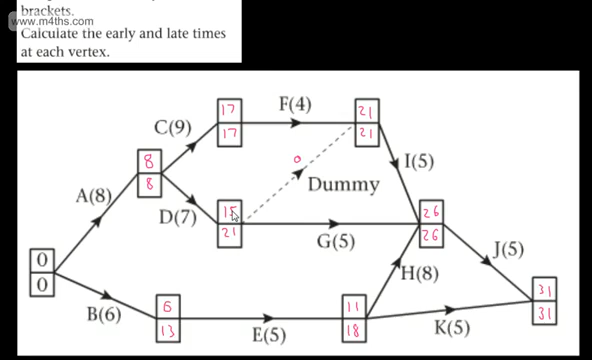 brackets.
www.m4ths.com
Calculate the early and late times
at each vertex.
17
17
F(4)
21
21
C(9)
0
8
8
I(5)
Dummy
A(8)
D(7)
15
21
G(5)
26
26
0
0
J(5)
H(8)
31
31
B(6)
6
13
E(5)
11
18
K(5)